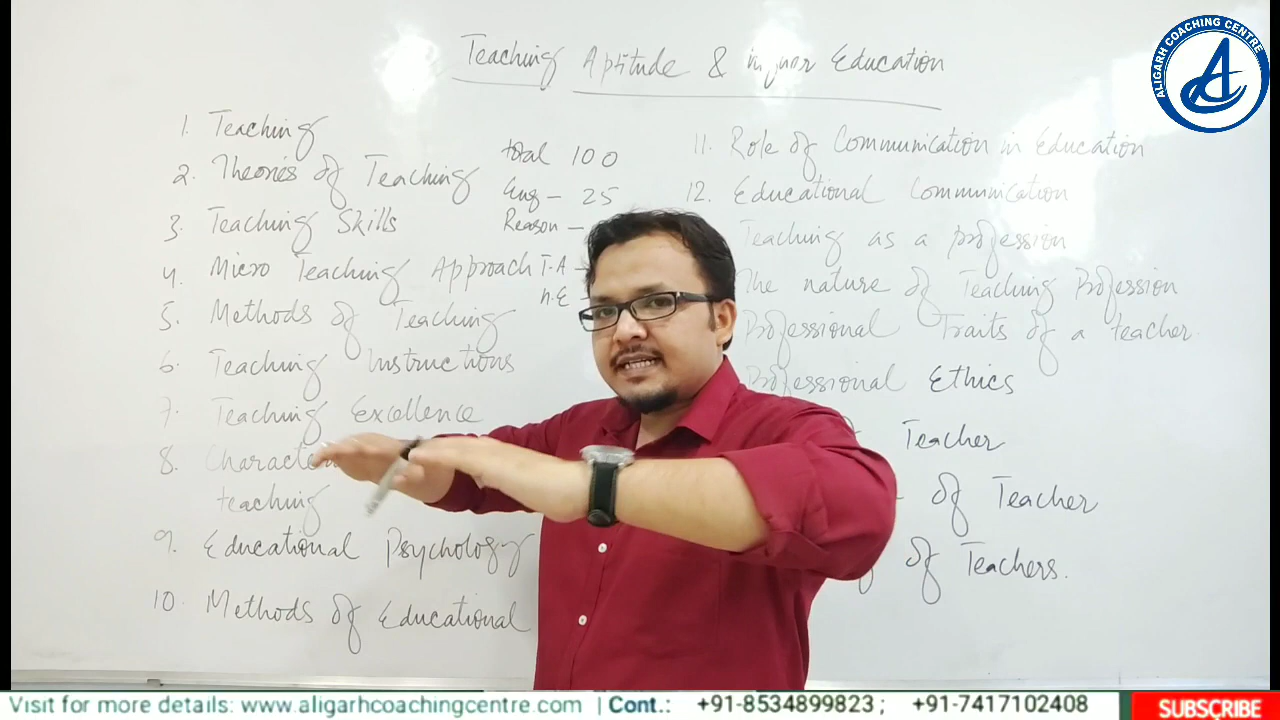 Teaching Aptitude & Education
1. Teaching
2. Theories of Teaching
3. Teaching Skills
4. Micro Teaching Approach
5. Methods of Teaching
6. Teaching Instructions
7. Teaching Excellence
8.
teaching
9. Educational Psychology
10. Methods of Educational
total 100
Eng - 25
Reason -
T.A -
h.E
11. Role of Communication in Education
12. Educational Communication
Teaching as a profession
The nature of Teaching Profession
Professional Traits of a teacher
Professional Ethics
Teacher
of Teacher
of Teachers.
ALIGARH COACHING CENTRE
Visit for more details: www.aligarhcoachingcentre.com | Cont.: +91-8534899823 ; +91-7417102408
SUBSCRIBE